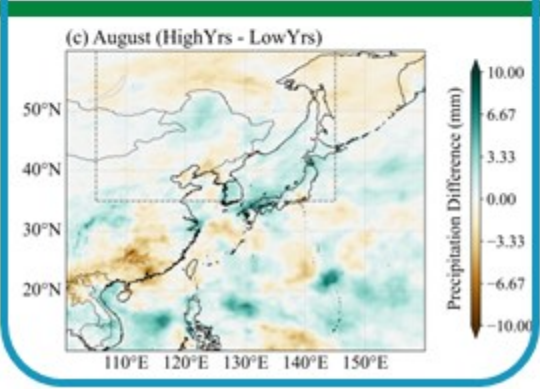 (c) August (HighYrs - LowYrs)
50°N
40°N
30°N
20°N
110°E 120°E 130°E 140°E 150°E
10.00
6.67
3.33
0.00
−3.33
−6.67
−10.00
Precipitation Difference (mm)